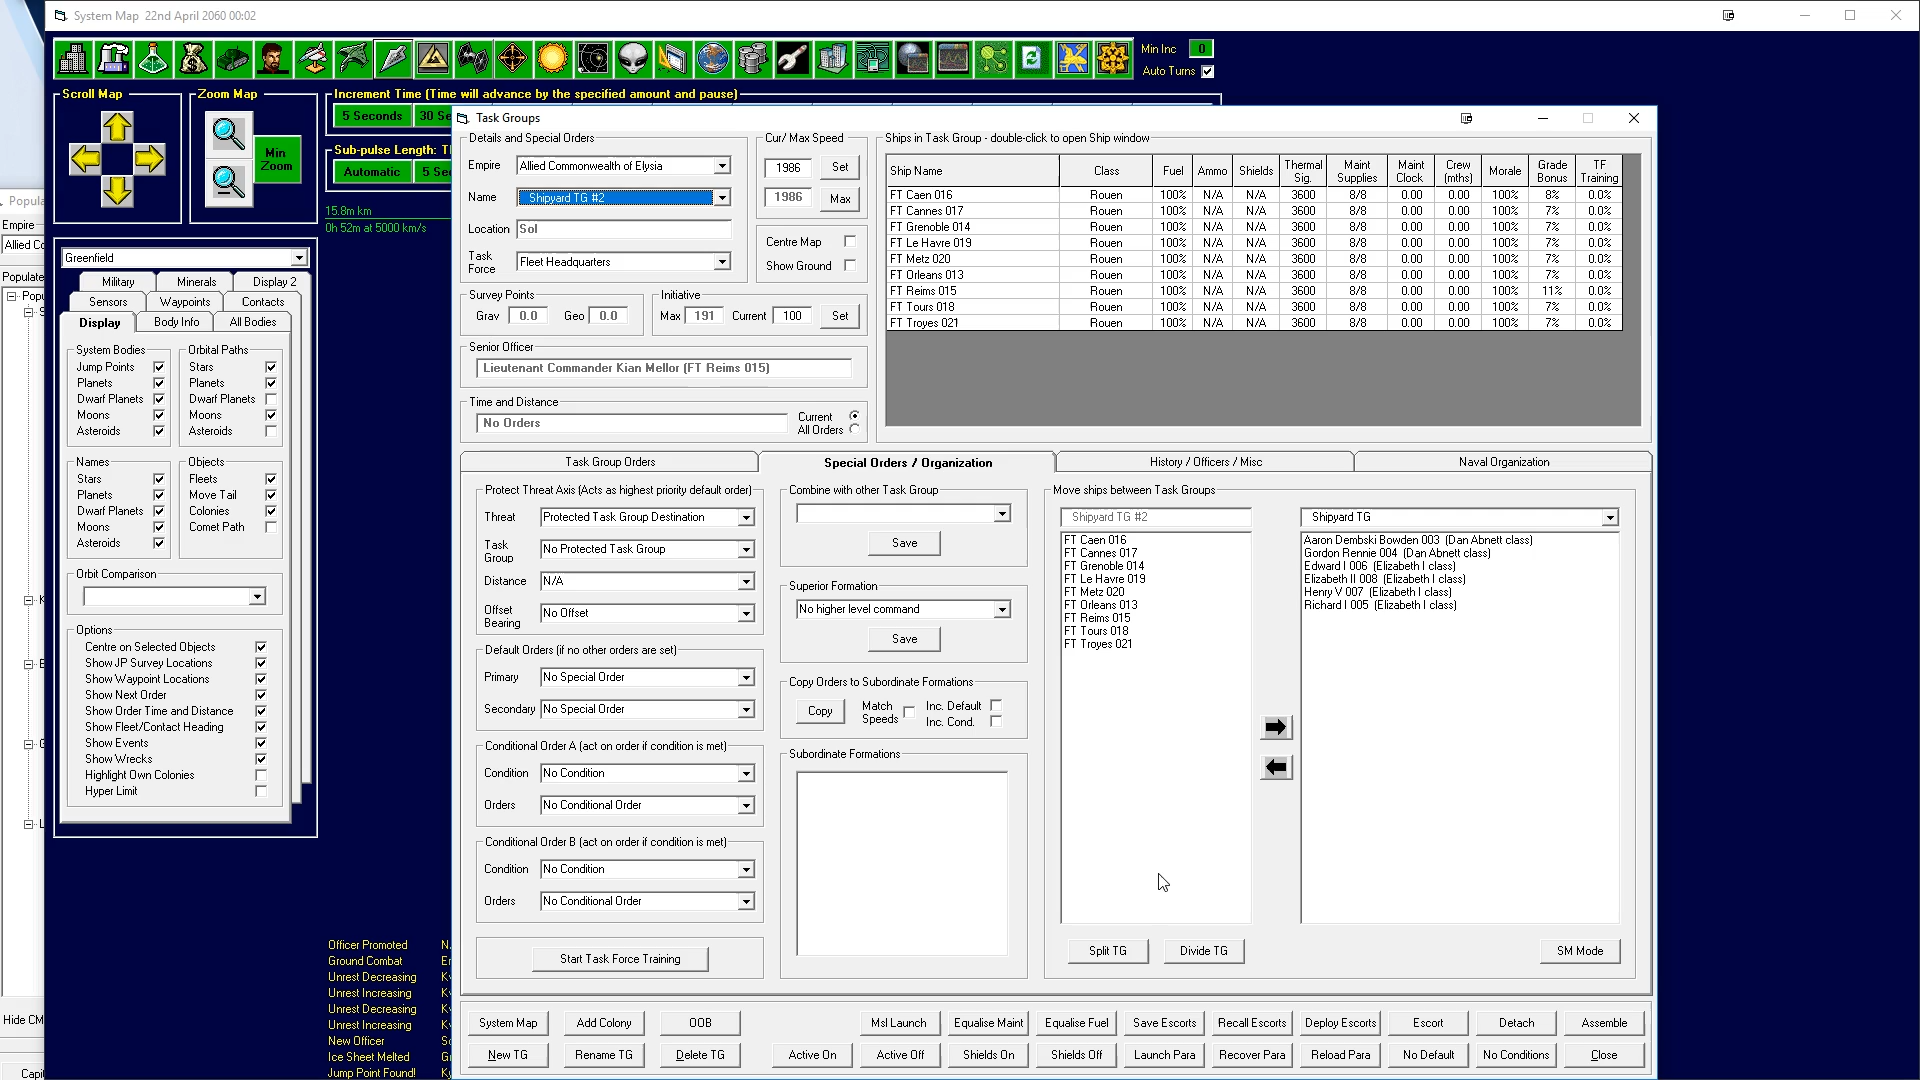 System Map  22nd April 2060 00:02
Min Inc 0
Auto Turns
Scroll Map
Zoom Map
Min Zoom
Increment Time (Time will advance by the specified amount and pause)
5 Seconds
30 Se
Sub-pulse Length: T
Automatic
5 Sec
15.8m km
0h 52m at 5000 km/s
Popula
Empire
Allied Co
Populate
Popu
Hide CM
Capi
Greenfield
Military
Minerals
Display 2
Sensors
Waypoints
Contacts
Display
Body Info
All Bodies
System Bodies
Jump Points
Planets
Dwarf Planets
Moons
Asteroids
Orbital Paths
Stars
Planets
Dwarf Planets
Moons
Asteroids
Names
Stars
Planets
Dwarf Planets
Moons
Asteroids
Objects
Fleets
Move Tail
Colonies
Comet Path
Orbit Comparison
Options
Centre on Selected Objects
Show JP Survey Locations
Show Waypoint Locations
Show Next Order
Show Order Time and Distance
Show Fleet/Contact Heading
Show Events
Show Wrecks
Highlight Own Colonies
Hyper Limit
Officer Promoted
Ground Combat
Unrest Decreasing
Unrest Increasing
Unrest Decreasing
Unrest Increasing
New Officer
Ice Sheet Melted
Jump Point Found!
Task Groups
Details and Special Orders
Empire Allied Commonwealth of Elysia
Name Shipyard TG #2
Location Sol
Task Force Fleet Headquarters
Cur/ Max Speed
1986 Set
1986 Max
Centre Map
Show Ground
Survey Points
Grav 0.0 Geo 0.0
Initiative
Max 191 Current 100 Set
Senior Officer
Lieutenant Commander Kian Mellor (FT Reims 015)
Time and Distance
No Orders
Current
All Orders
Ships in Task Group - double-click to open Ship window
Ship Name Class Fuel Ammo Shields Thermal Sig. Maint Supplies Maint Clock Crew (mths) Morale Grade Bonus TF Training
FT Caen 016 Rouen 100% N/A N/A 3600 8/8 0.00 0.00 100% 8% 0.0%
FT Cannes 017 Rouen 100% N/A N/A 3600 8/8 0.00 0.00 100% 7% 0.0%
FT Grenoble 014 Rouen 100% N/A N/A 3600 8/8 0.00 0.00 100% 7% 0.0%
FT Le Havre 019 Rouen 100% N/A N/A 3600 8/8 0.00 0.00 100% 7% 0.0%
FT Metz 020 Rouen 100% N/A N/A 3600 8/8 0.00 0.00 100% 7% 0.0%
FT Orleans 013 Rouen 100% N/A N/A 3600 8/8 0.00 0.00 100% 7% 0.0%
FT Reims 015 Rouen 100% N/A N/A 3600 8/8 0.00 0.00 100% 11% 0.0%
FT Tours 018 Rouen 100% N/A N/A 3600 8/8 0.00 0.00 100% 7% 0.0%
FT Troyes 021 Rouen 100% N/A N/A 3600 8/8 0.00 0.00 100% 7% 0.0%
Task Group Orders
Special Orders / Organization
History / Officers / Misc
Naval Organization
Protect Threat Axis (Acts as highest priority default order)
Threat Protected Task Group Destination
Task Group No Protected Task Group
Distance N/A
Offset Bearing No Offset
Default Orders (if no other orders are set)
Primary No Special Order
Secondary No Special Order
Conditional Order A (act on order if condition is met)
Condition No Condition
Orders No Conditional Order
Conditional Order B (act on order if condition is met)
Condition No Condition
Orders No Conditional Order
Start Task Force Training
Combine with other Task Group
Save
Superior Formation
No higher level command
Save
Copy Orders to Subordinate Formations
Copy
Match Speeds
Inc. Default
Inc. Cond.
Subordinate Formations
Move ships between Task Groups
Shipyard TG #2
FT Caen 016
FT Cannes 017
FT Grenoble 014
FT Le Havre 019
FT Metz 020
FT Orleans 013
FT Reims 015
FT Tours 018
FT Troyes 021
Shipyard TG
Aaron Dembski Bowden 003 (Dan Abnett class)
Gordon Rennie 004 (Dan Abnett class)
Edward I 006 (Elizabeth I class)
Elizabeth II 008 (Elizabeth I class)
Henry V 007 (Elizabeth I class)
Richard I 005 (Elizabeth I class)
Split TG
Divide TG
SM Mode
System Map
Add Colony
OOB
Msl Launch
Equalise Maint
Equalise Fuel
Save Escorts
Recall Escorts
Deploy Escorts
Escort
Detach
Assemble
New TG
Rename TG
Delete TG
Active On
Active Off
Shields On
Shields Off
Launch Para
Recover Para
Reload Para
No Default
No Conditions
Close